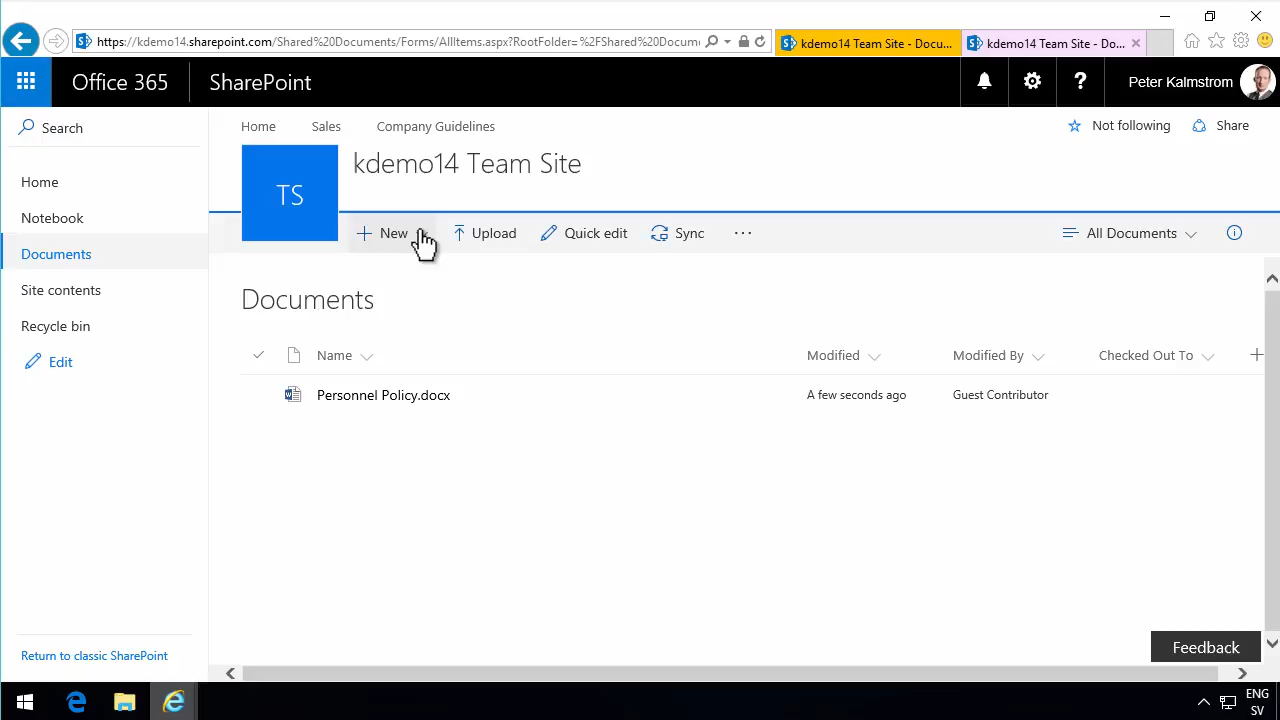 https://kdemo14.sharepoint.com/Shared%20Documents/Forms/AllItems.aspx?RootFolder=%2FShared%20Docum
kdemo14 Team Site - Docu...
kdemo14 Team Site - Do...
Office 365
SharePoint
Peter Kalmstrom
Search
Home
Sales
Company Guidelines
Not following
Share
TS
kdemo14 Team Site
Home
Notebook
Documents
Site contents
Recycle bin
Edit
New
Upload
Quick edit
Sync
...
All Documents
Documents
Name
Modified
Modified By
Checked Out To
Personnel Policy.docx
A few seconds ago
Guest Contributor
Return to classic SharePoint
Feedback
ENG
SV